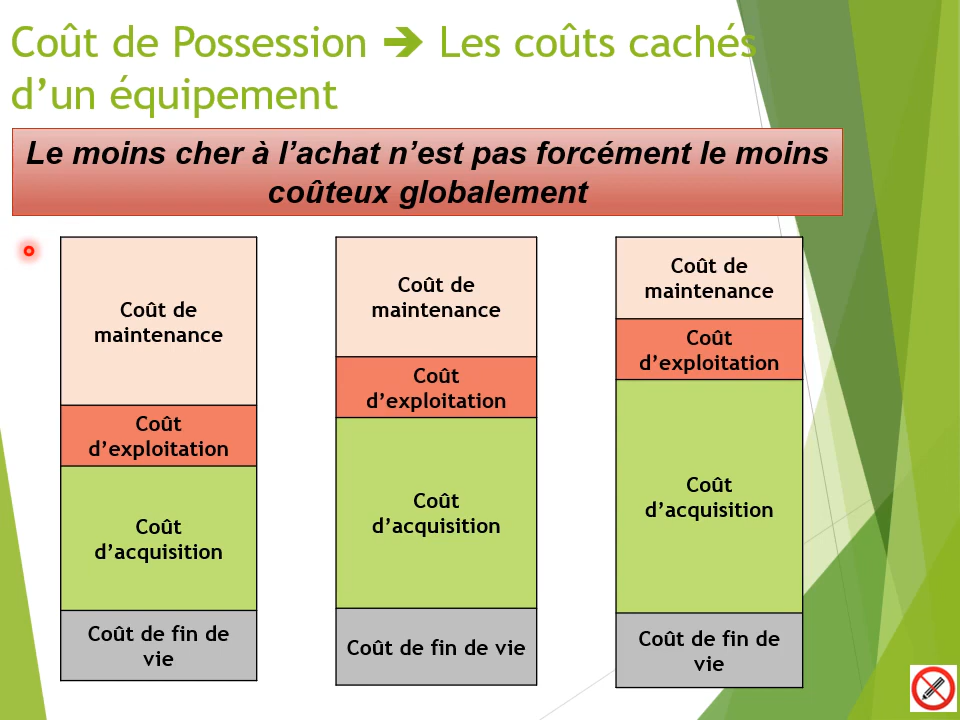 Coût de Possession ➔ Les coûts cachés
d’un équipement
Le moins cher à l’achat n’est pas forcément le moins
coûteux globalement
Coût de
maintenance
Coût
d’exploitation
Coût
d’acquisition
Coût de fin de
vie
Coût de
maintenance
Coût
d’exploitation
Coût
d’acquisition
Coût de fin de vie
Coût de
maintenance
Coût
d’exploitation
Coût
d’acquisition
Coût de fin de
vie